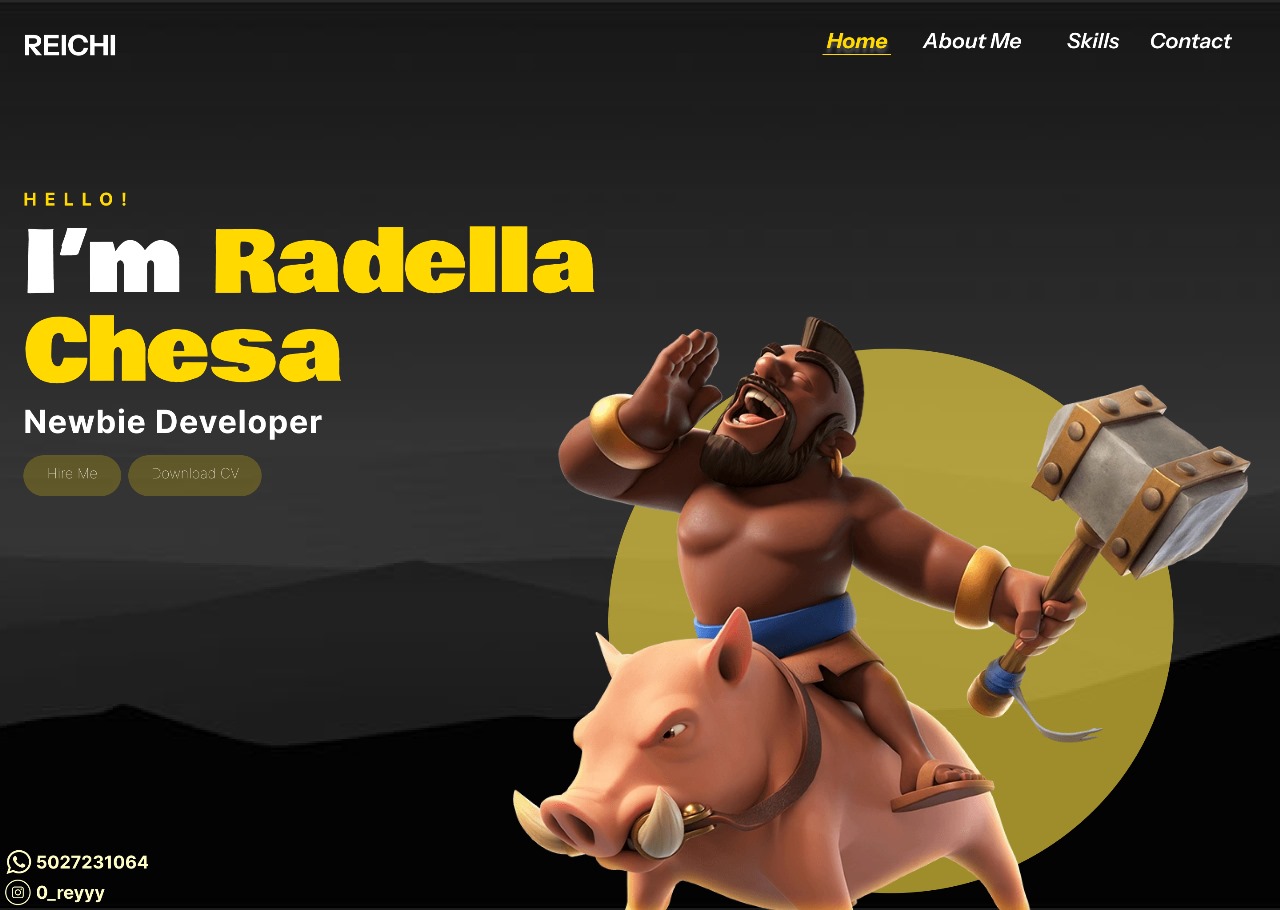 REICHI
Home About Me Skills Contact
HELLO!
I'm Radella
Chesa
Newbie Developer
Hire Me Download CV
5027231064
0_reyyy